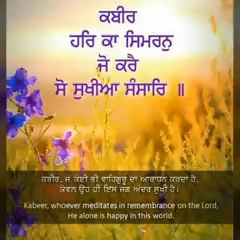 ਕਬੀਰ
ਹਰਿ ਕਾ ਸਿਮਰਨੁ
ਜੋ ਕਰੈ
ਸੋ ਸੁਖੀਆ ਸੰਸਾਰਿ ॥
ਕਬੀਰ, ਜੋ ਕੋਈ ਭੀ ਵਾਹਿਗੁਰੂ ਦਾ ਆਰਾਧਨ ਕਰਦਾ ਹੈ,
ਕੇਵਲ ਉਹ ਹੀ ਇਸ ਜਗ ਅੰਦਰ ਸੁਖੀ ਹੈ।
Kabeer, whoever meditates in remembrance on the Lord,
He alone is happy in this world.